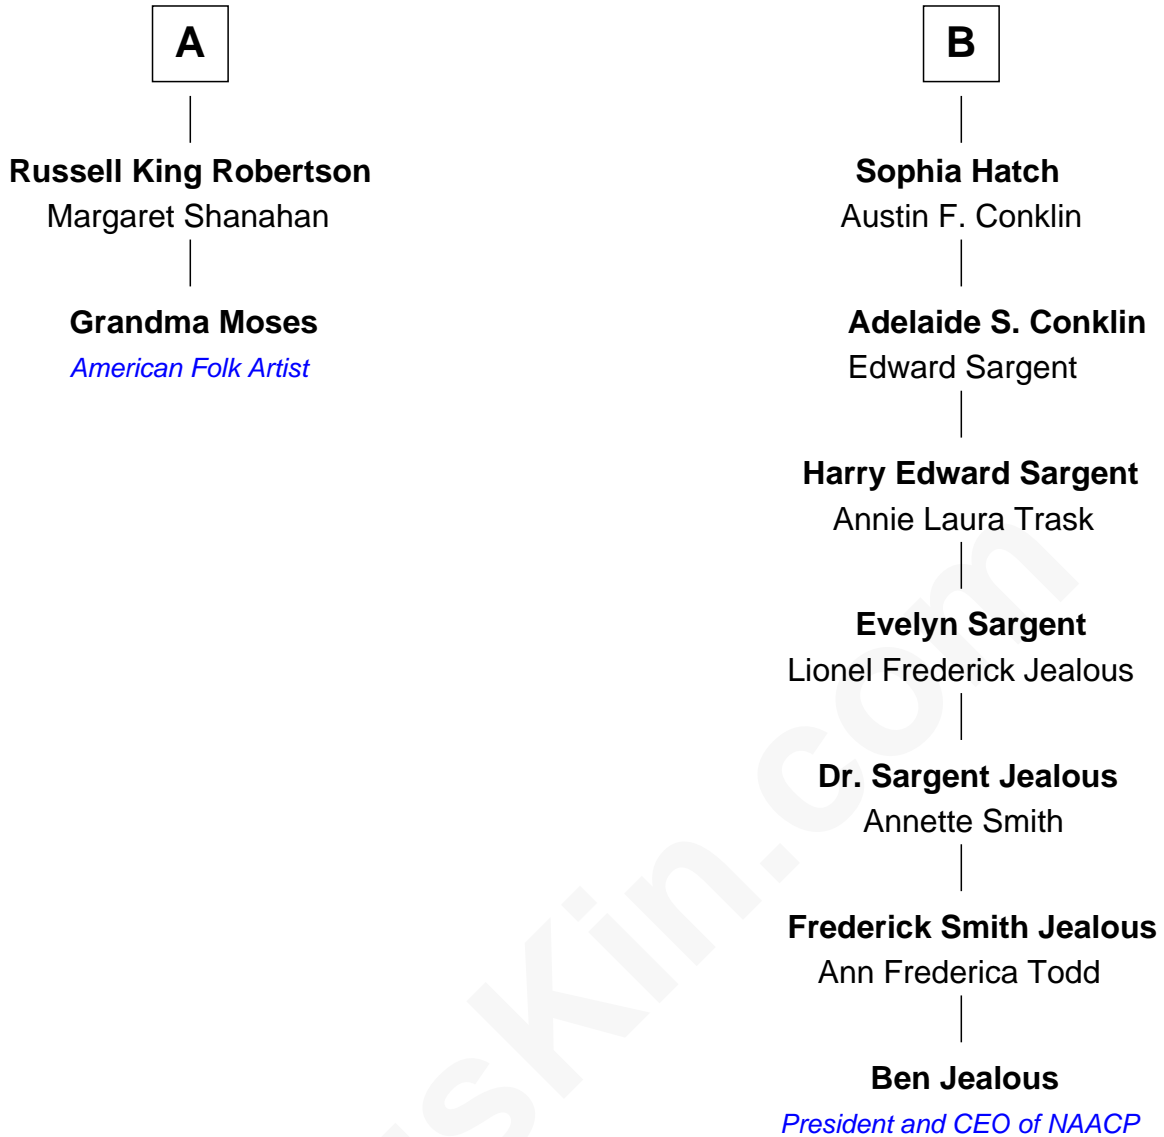 A
Russell King Robertson
Margaret Shanahan
Grandma Moses
American Folk Artist
B
Sophia Hatch
Austin F. Conklin
Adelaide S. Conklin
Edward Sargent
Harry Edward Sargent
Annie Laura Trask
Evelyn Sargent
Lionel Frederick Jealous
Dr. Sargent Jealous
Annette Smith
Frederick Smith Jealous
Ann Frederica Todd
Ben Jealous
President and CEO of NAACP
sKin.com